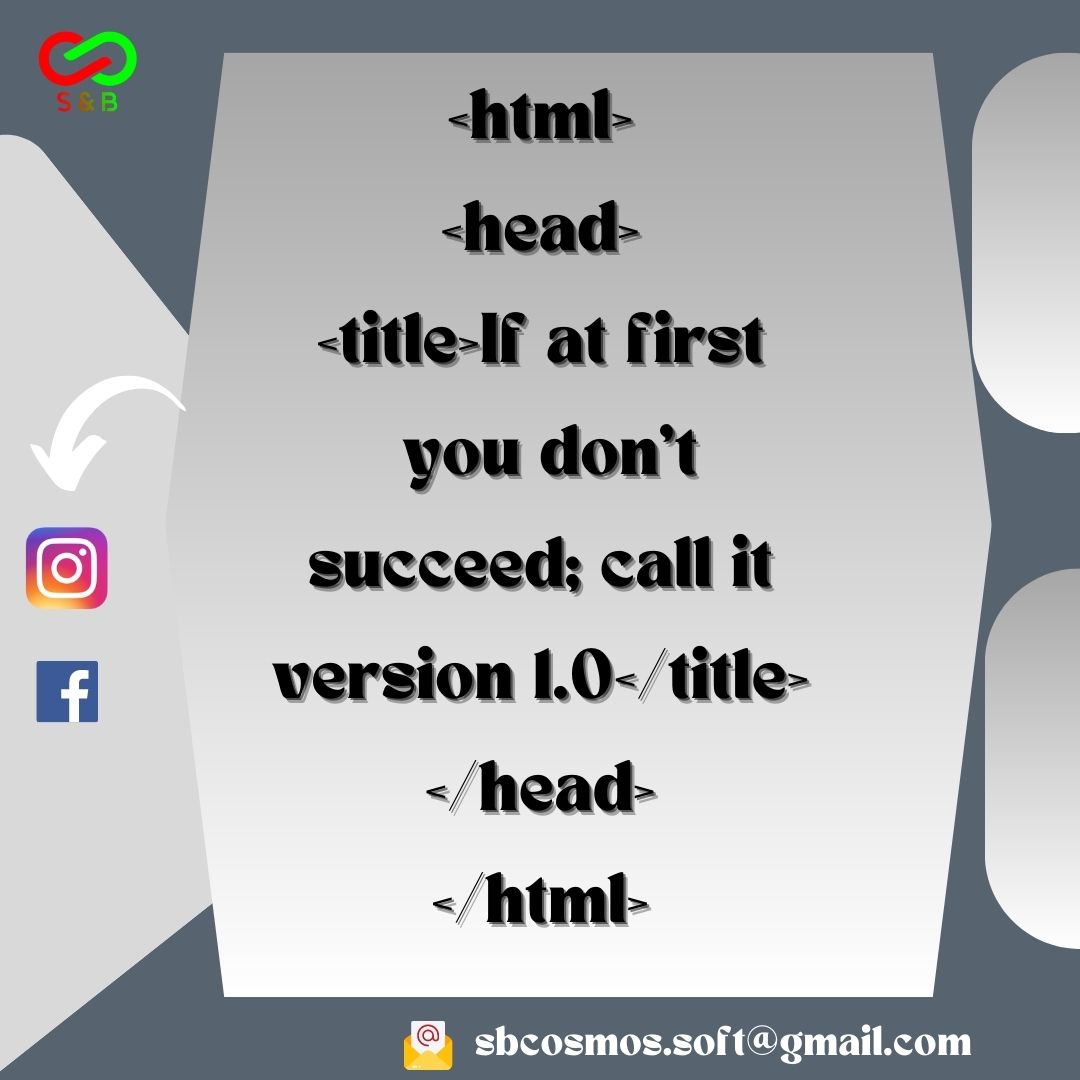 S & B
<html>
<head>
<title>If at first
you don't
succeed; call it
version 1.0</title>
</head>
</html>
sbcosmos.soft@gmail.com